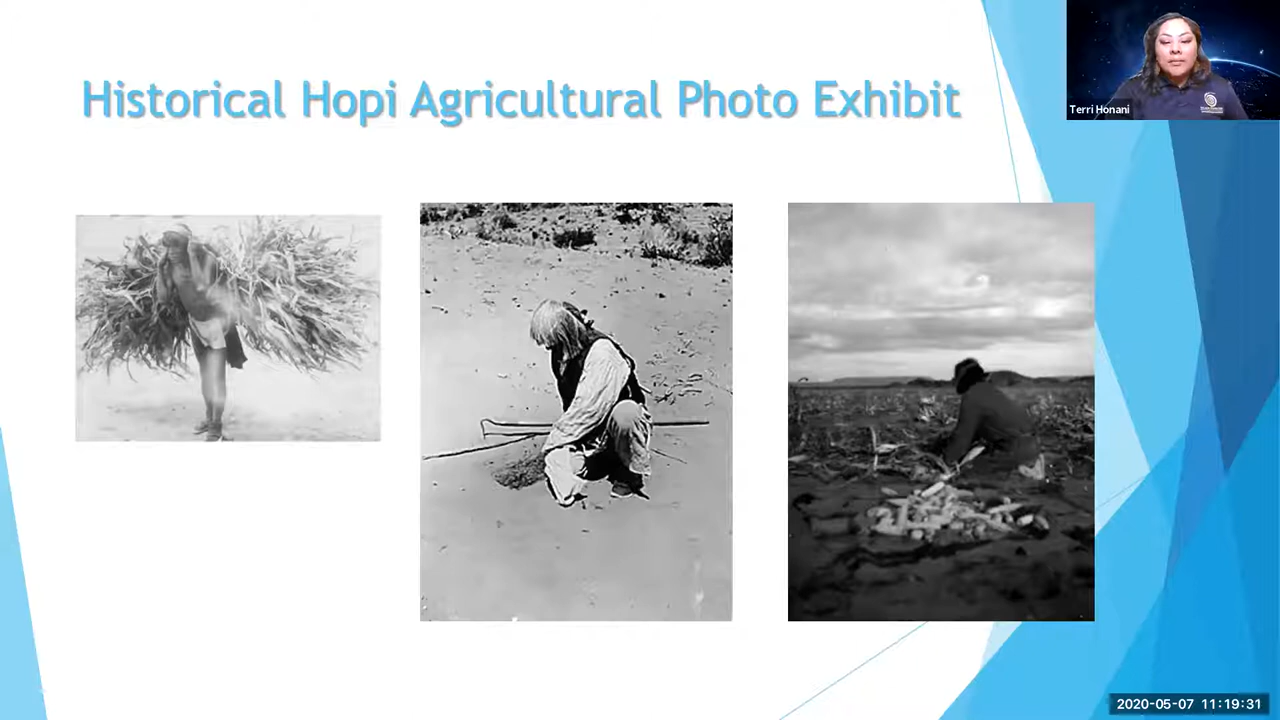 Historical Hopi Agricultural Photo Exhibit
Terri Honani
2020-05-07 11:19:31